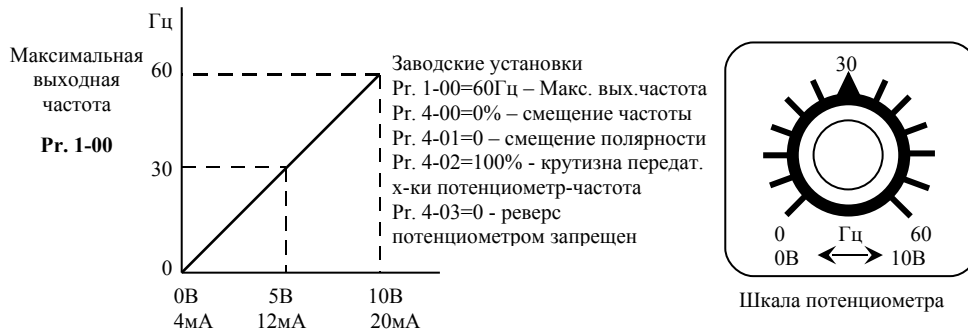 Гц
Максимальная
выходная
частота
Pr. 1-00
60
30
0
0В
5В
10В
4мА
12мА
20мА
Заводские установки
Pr. 1-00=60Гц – Макс. вых.частота
Pr. 4-00=0% – смещение частоты
Pr. 4-01=0 – смещение полярности
Pr. 4-02=100% - крутизна передат.
х-ки потенциометр-частота
Pr. 4-03=0 - реверс
потенциометром запрещен
30
0 Гц 60
0В 10В
Шкала потенциометра